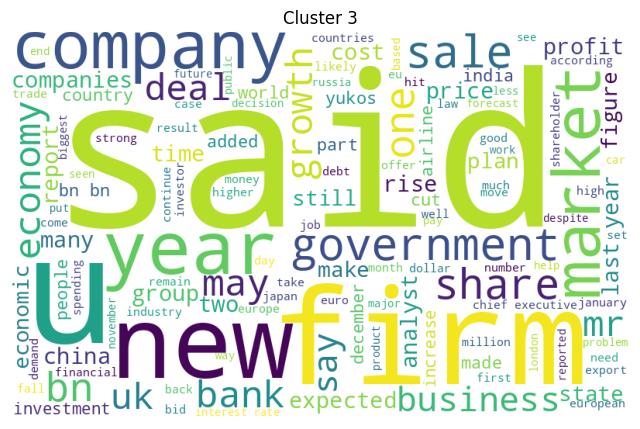 Cluster 3
company
sale
profit
companies
deal
growth
cost
countries
likely
russia
yukos
world
country
future
public
decision
case
end
trade
see
based
according
india
price
less
forecast
eu
hit
law
airline
one
figure
shareholder
market
said
economy
report
biggest
strong
result
added
time
seen
bn bn
put
come
many
continue
investor
money
higher
part
debt
offer
still
rise
cut
plan
good
work
much
move
well
pay
job
car
high
despite
set
last year
year
government
day
make
month
dollar
number
help
share
chief executive
january
u
people
spending
economic
november
may
remain
group
two
take
japan
industry
europe
euro
major
december
product
analyst
increase
million
made
first
london
reported
mr
problem
need
export
state
european
new
firm
say
way
demand
china
financial
fall
bn
investment
uk
back
bid
bank
interest rate
expected
business